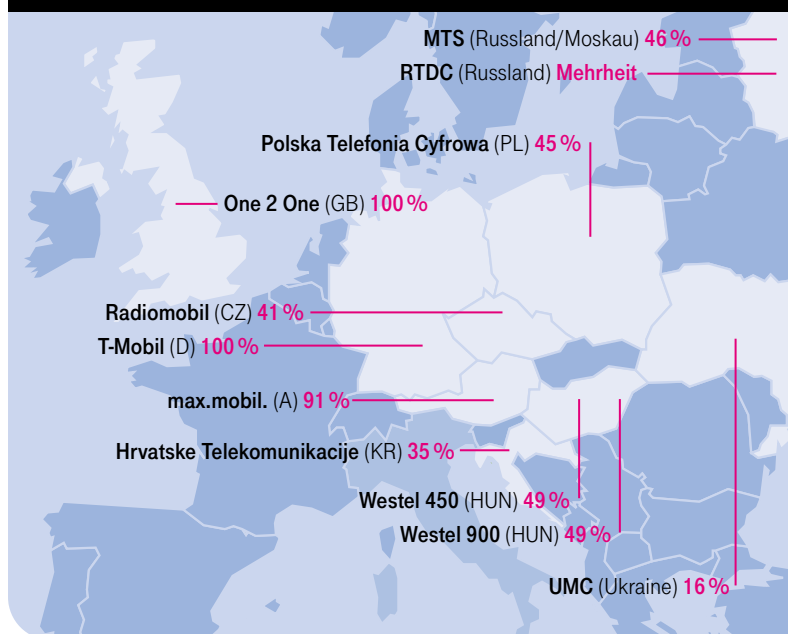 MTS (Russland/Moskau) 46 %
RTDC (Russland) Mehrheit
Polska Telefonia Cyfrowa (PL) 45 %
One 2 One (GB) 100 %
Radiomobil (CZ) 41 %
T-Mobil (D) 100 %
max.mobil. (A) 91 %
Hrvatske Telekomunikacije (KR) 35 %
Westel 450 (HUN) 49 %
Westel 900 (HUN) 49 %
UMC (Ukraine) 16 %